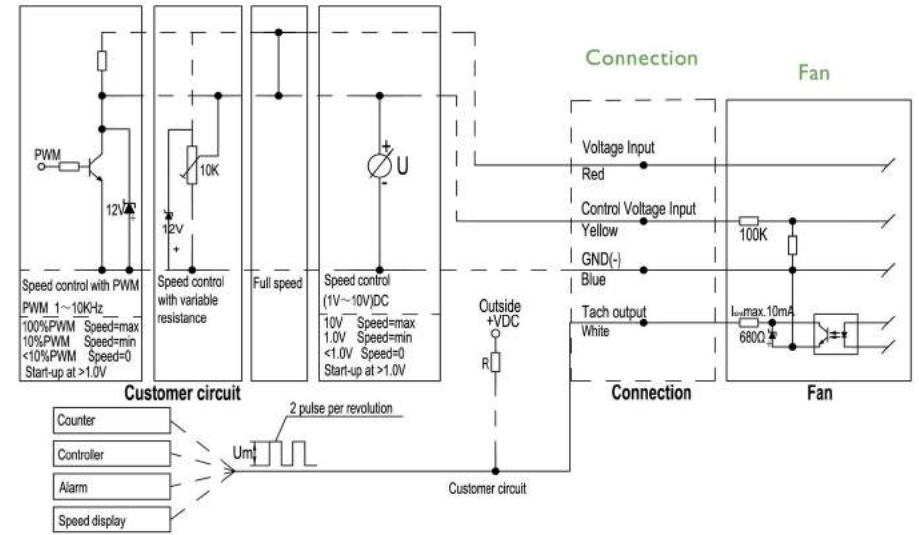 Connection
Fan
Voltage Input
Red
PWM
10K
U
+
-
12V
12V
+
Control Voltage Input
Yellow
100K
GND(-)
Blue
Speed control with PWM
PWM 1～10KHz
100%PWM Speed=max
10%PWM Speed=min
<10%PWM Speed=0
Start-up at >1.0V
Speed control
with variable
resistance
Full speed
Speed control
(1V～10V)DC
10V Speed=max
1.0V Speed=min
<1.0V Speed=0
Start-up at >1.0V
Outside
+VDC
R
Tach output
White
max.10mA
680Ω
Customer circuit
Connection
Fan
Counter
Controller
Alarm
Speed display
2 pulse per revolution
Um
Customer circuit